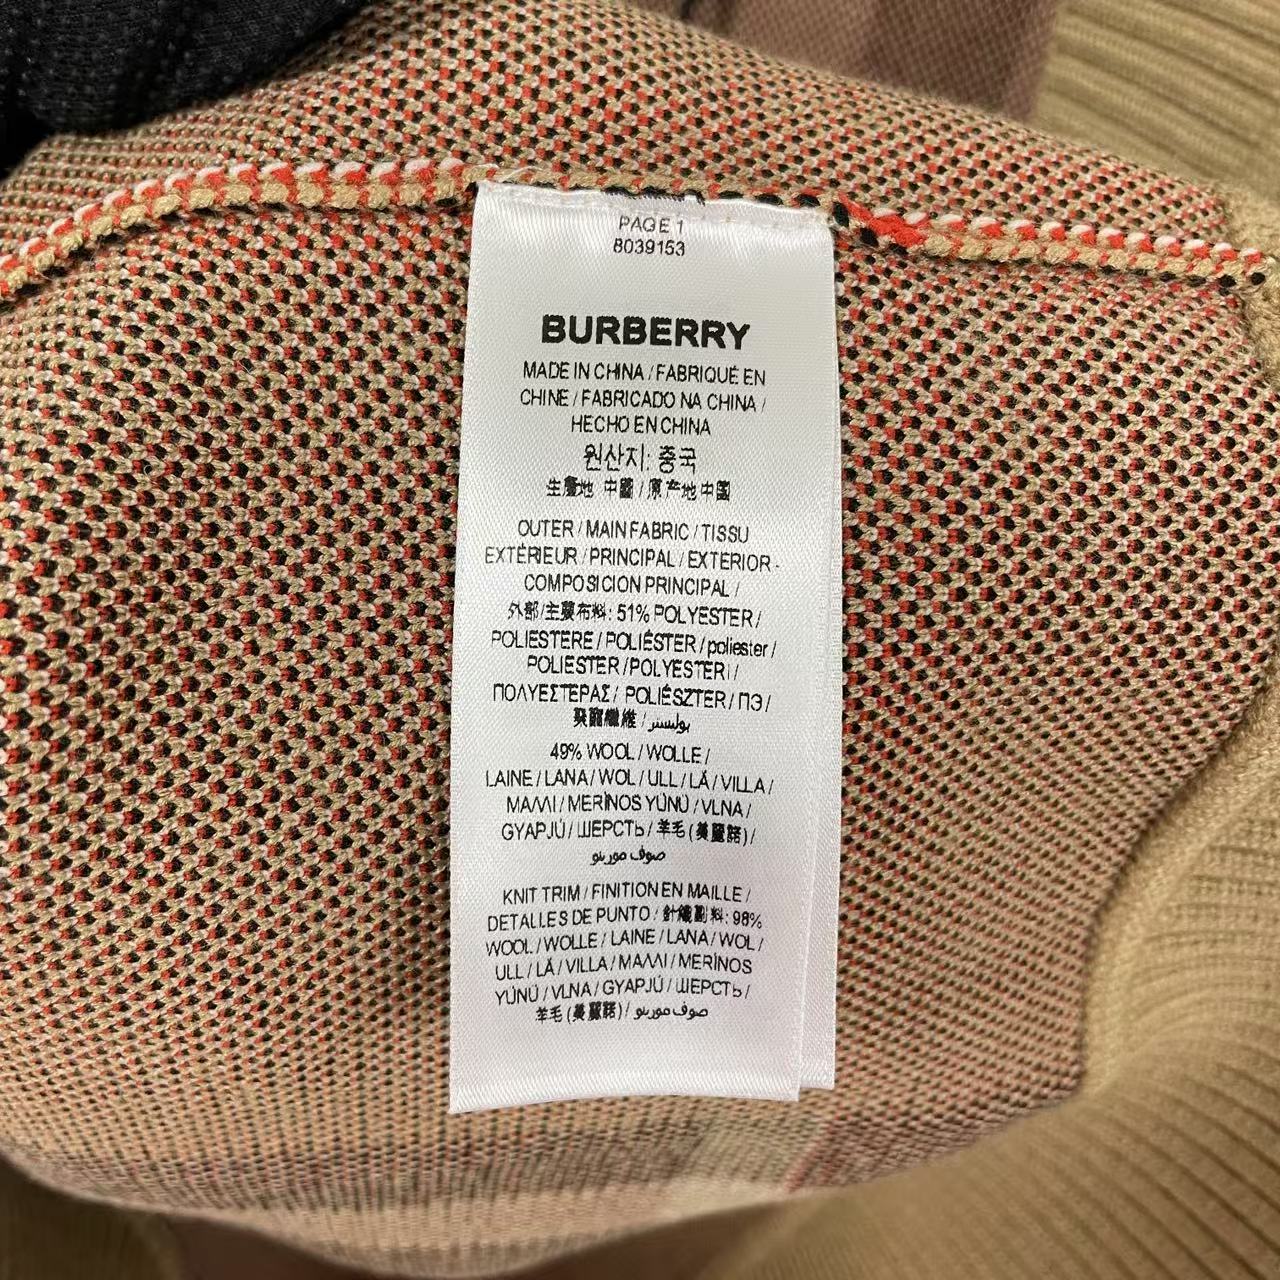 PAGE 1
8039153
BURBERRY
MADE IN CHINA / FABRIQUÉ EN
CHINE / FABRICADO NA CHINA /
HECHO EN CHINA
원산지: 중국
生產地 中國 / 原产地 中国
OUTER / MAIN FABRIC / TISSU
EXTÉRIEUR / PRINCIPAL / EXTERIOR -
COMPOSICION PRINCIPAL /
外部/主要布料: 51% POLYESTER /
POLIESTERE / POLIÉSTER / poliester /
POLIESTER / POLYESTERI /
ΠΟΛΥΕΣΤΕΡΑΣ / POLIÉSZTER / ПЭ /
聚酯纖維 / بوليستر
49% WOOL / WOLLE /
LAINE / LANA / WOL / ULL / LÃ / VILLA /
ΜΑΛΛΙ / MERİNOS YÜNÜ / VLNA /
GYAPJÚ / ШЕРСТЬ / 羊毛 (美麗諾) /
صوف مورينو
KNIT TRIM / FINITION EN MAILLE /
DETALLES DE PUNTO / 針織副料: 98%
WOOL / WOLLE / LAINE / LANA / WOL /
ULL / LÃ / VILLA / ΜΑΛΛΙ / MERİNOS
YÜNÜ / VLNA / GYAPJÚ / ШЕРСТЬ /
羊毛 (美麗諾) / صوف مورينو